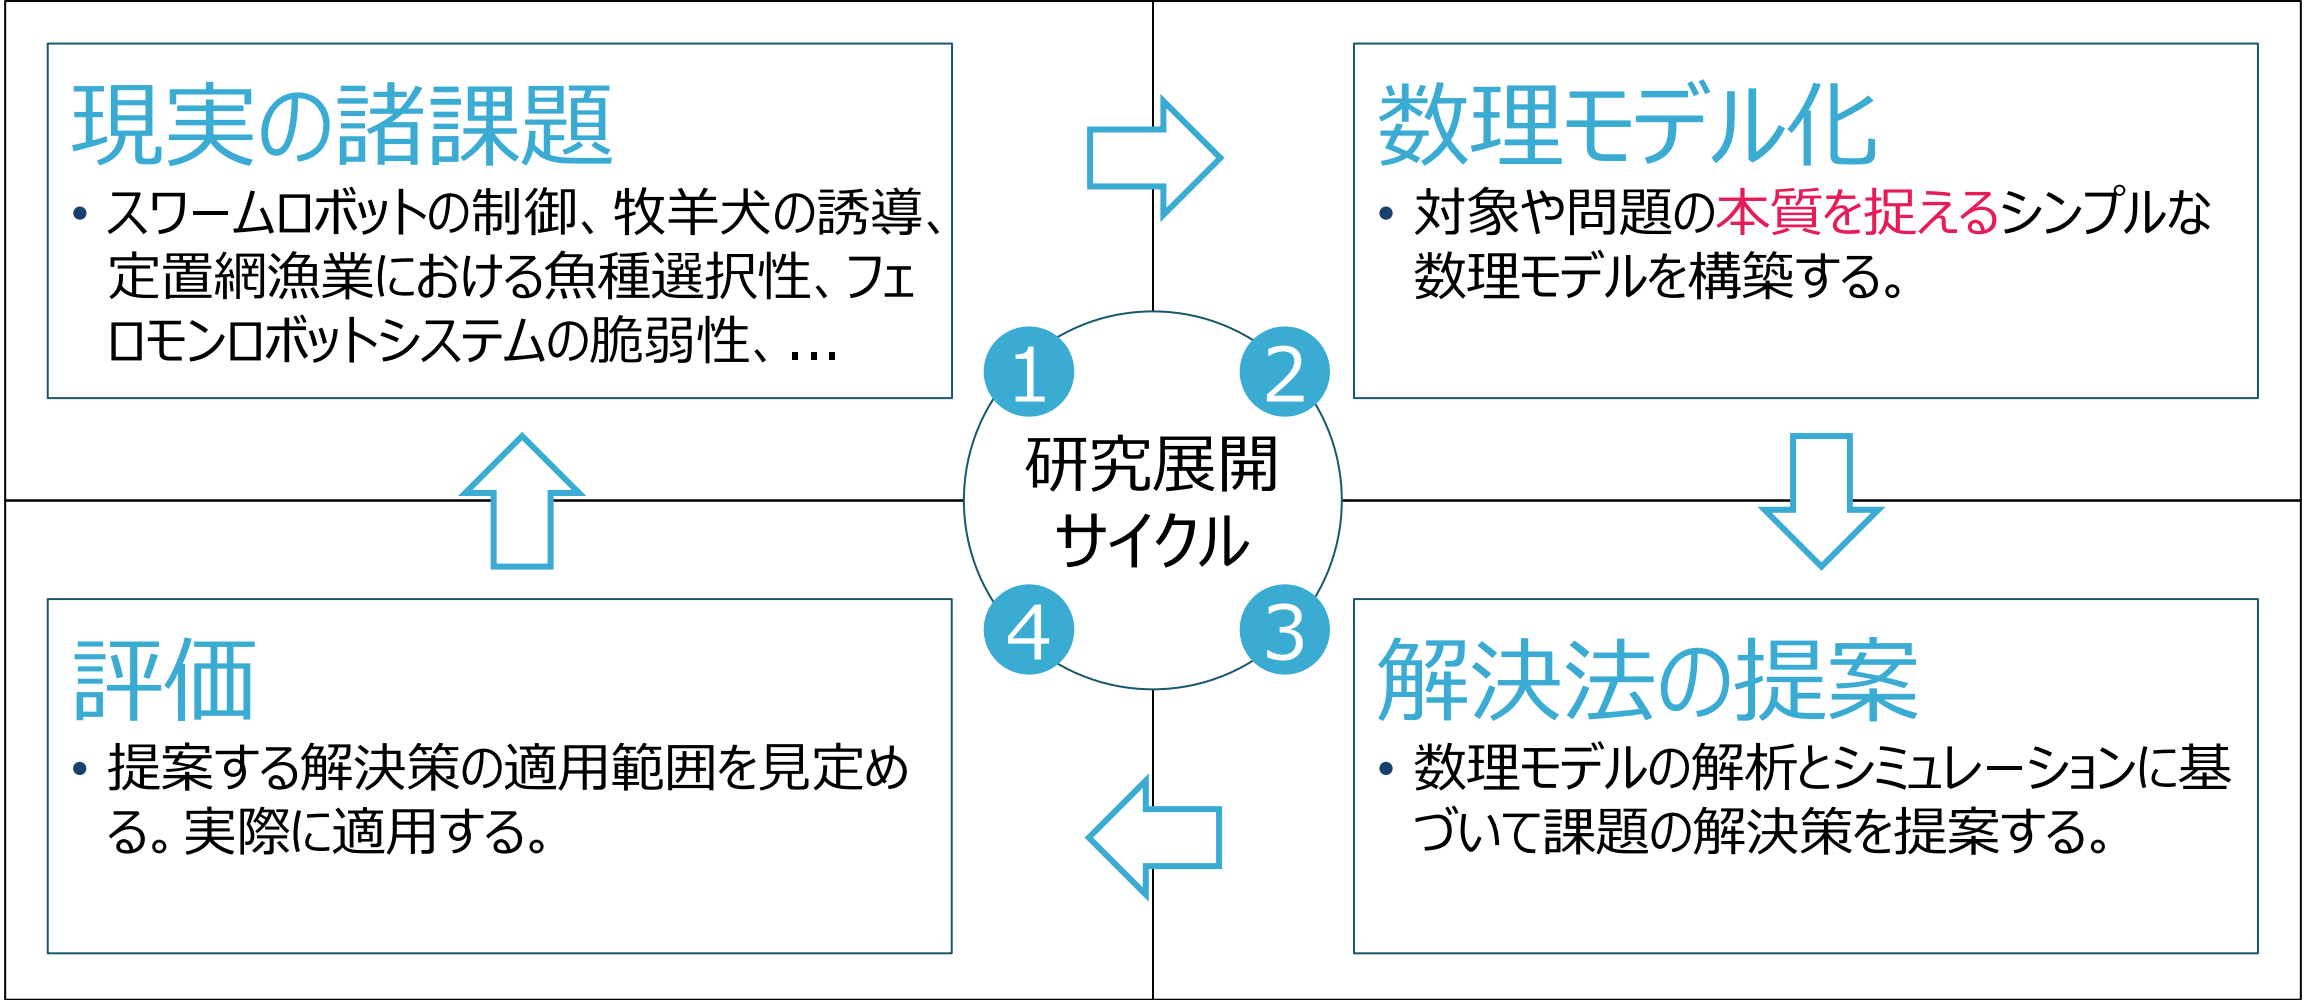 現実の諸課題
• スワームロボットの制御、牧羊犬の誘導、
定置網漁業における魚種選択性、フェ
ロモンロボットシステムの脆弱性、…
数理モデル化
• 対象や問題の本質を捉えるシンプルな
数理モデルを構築する。
1
2
研究展開
サイクル
4
3
評価
• 提案する解決策の適用範囲を見定め
る。実際に適用する。
解決法の提案
• 数理モデルの解析とシミュレーションに基
づいて課題の解決策を提案する。